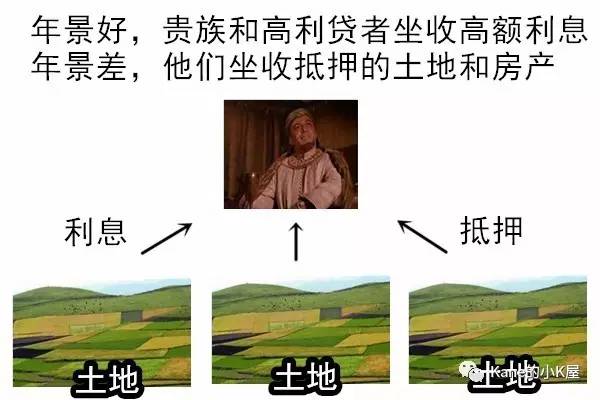 年景好，贵族和高利贷者坐收高额利息
年景差，他们坐收抵押的土地和房产
利息
抵押
土地
土地
土地
Kane的小K屋